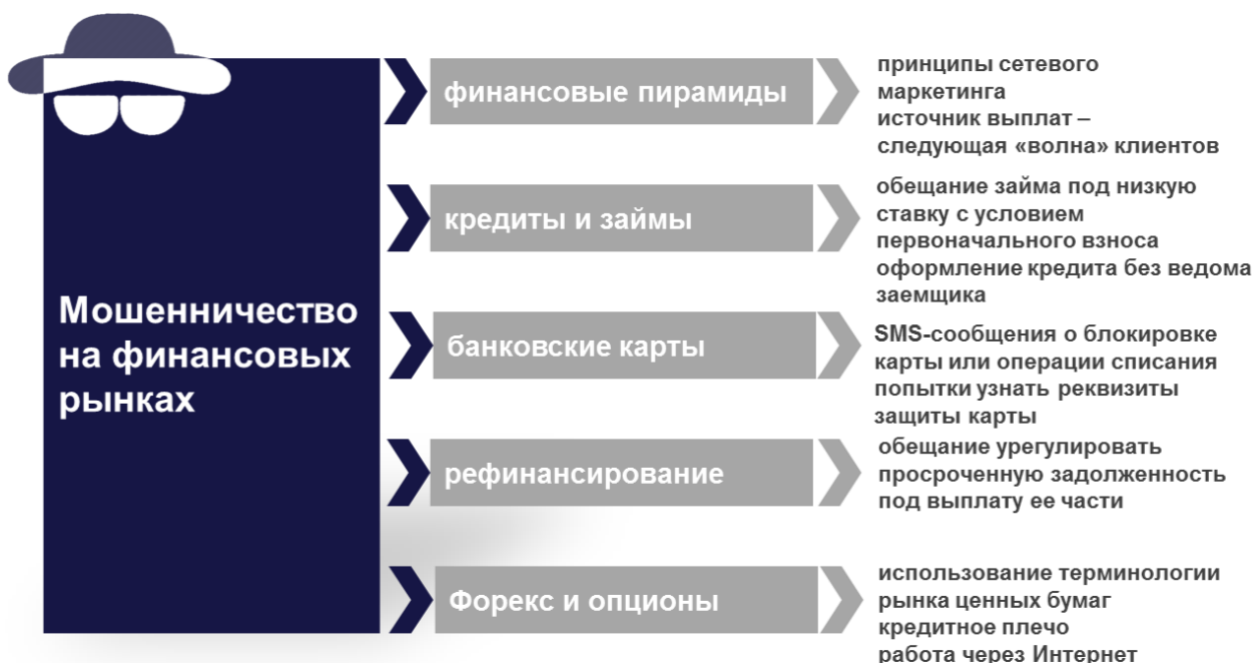 Мошенничество
на финансовых
рынках
финансовые пирамиды
принципы сетевого
маркетинга
источник выплат –
следующая «волна» клиентов
кредиты и займы
обещание займа под низкую
ставку с условием
первоначального взноса
оформление кредита без ведома
заемщика
банковские карты
SMS-сообщения о блокировке
карты или операции списания
попытки узнать реквизиты
защиты карты
рефинансирование
обещание урегулировать
просроченную задолженность
под выплату ее части
Форекс и опционы
использование терминологии
рынка ценных бумаг
кредитное плечо
работа через Интернет